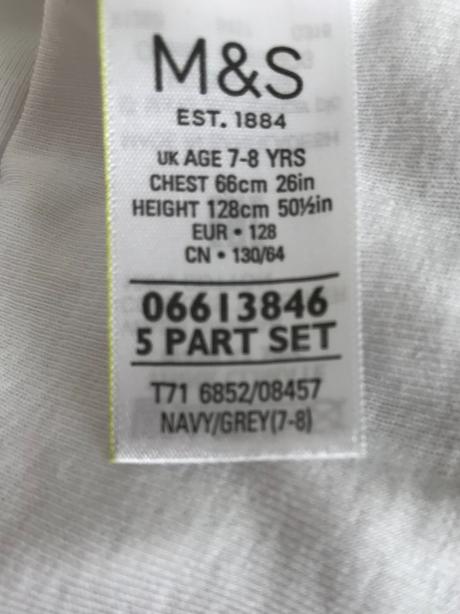 M&S
EST. 1884
UK AGE 7-8 YRS
CHEST 66cm 26in
HEIGHT 128cm 50½in
EUR • 128
CN • 130/64
06613846
5 PART SET
T71 6852/08457
NAVY/GREY(7-8)